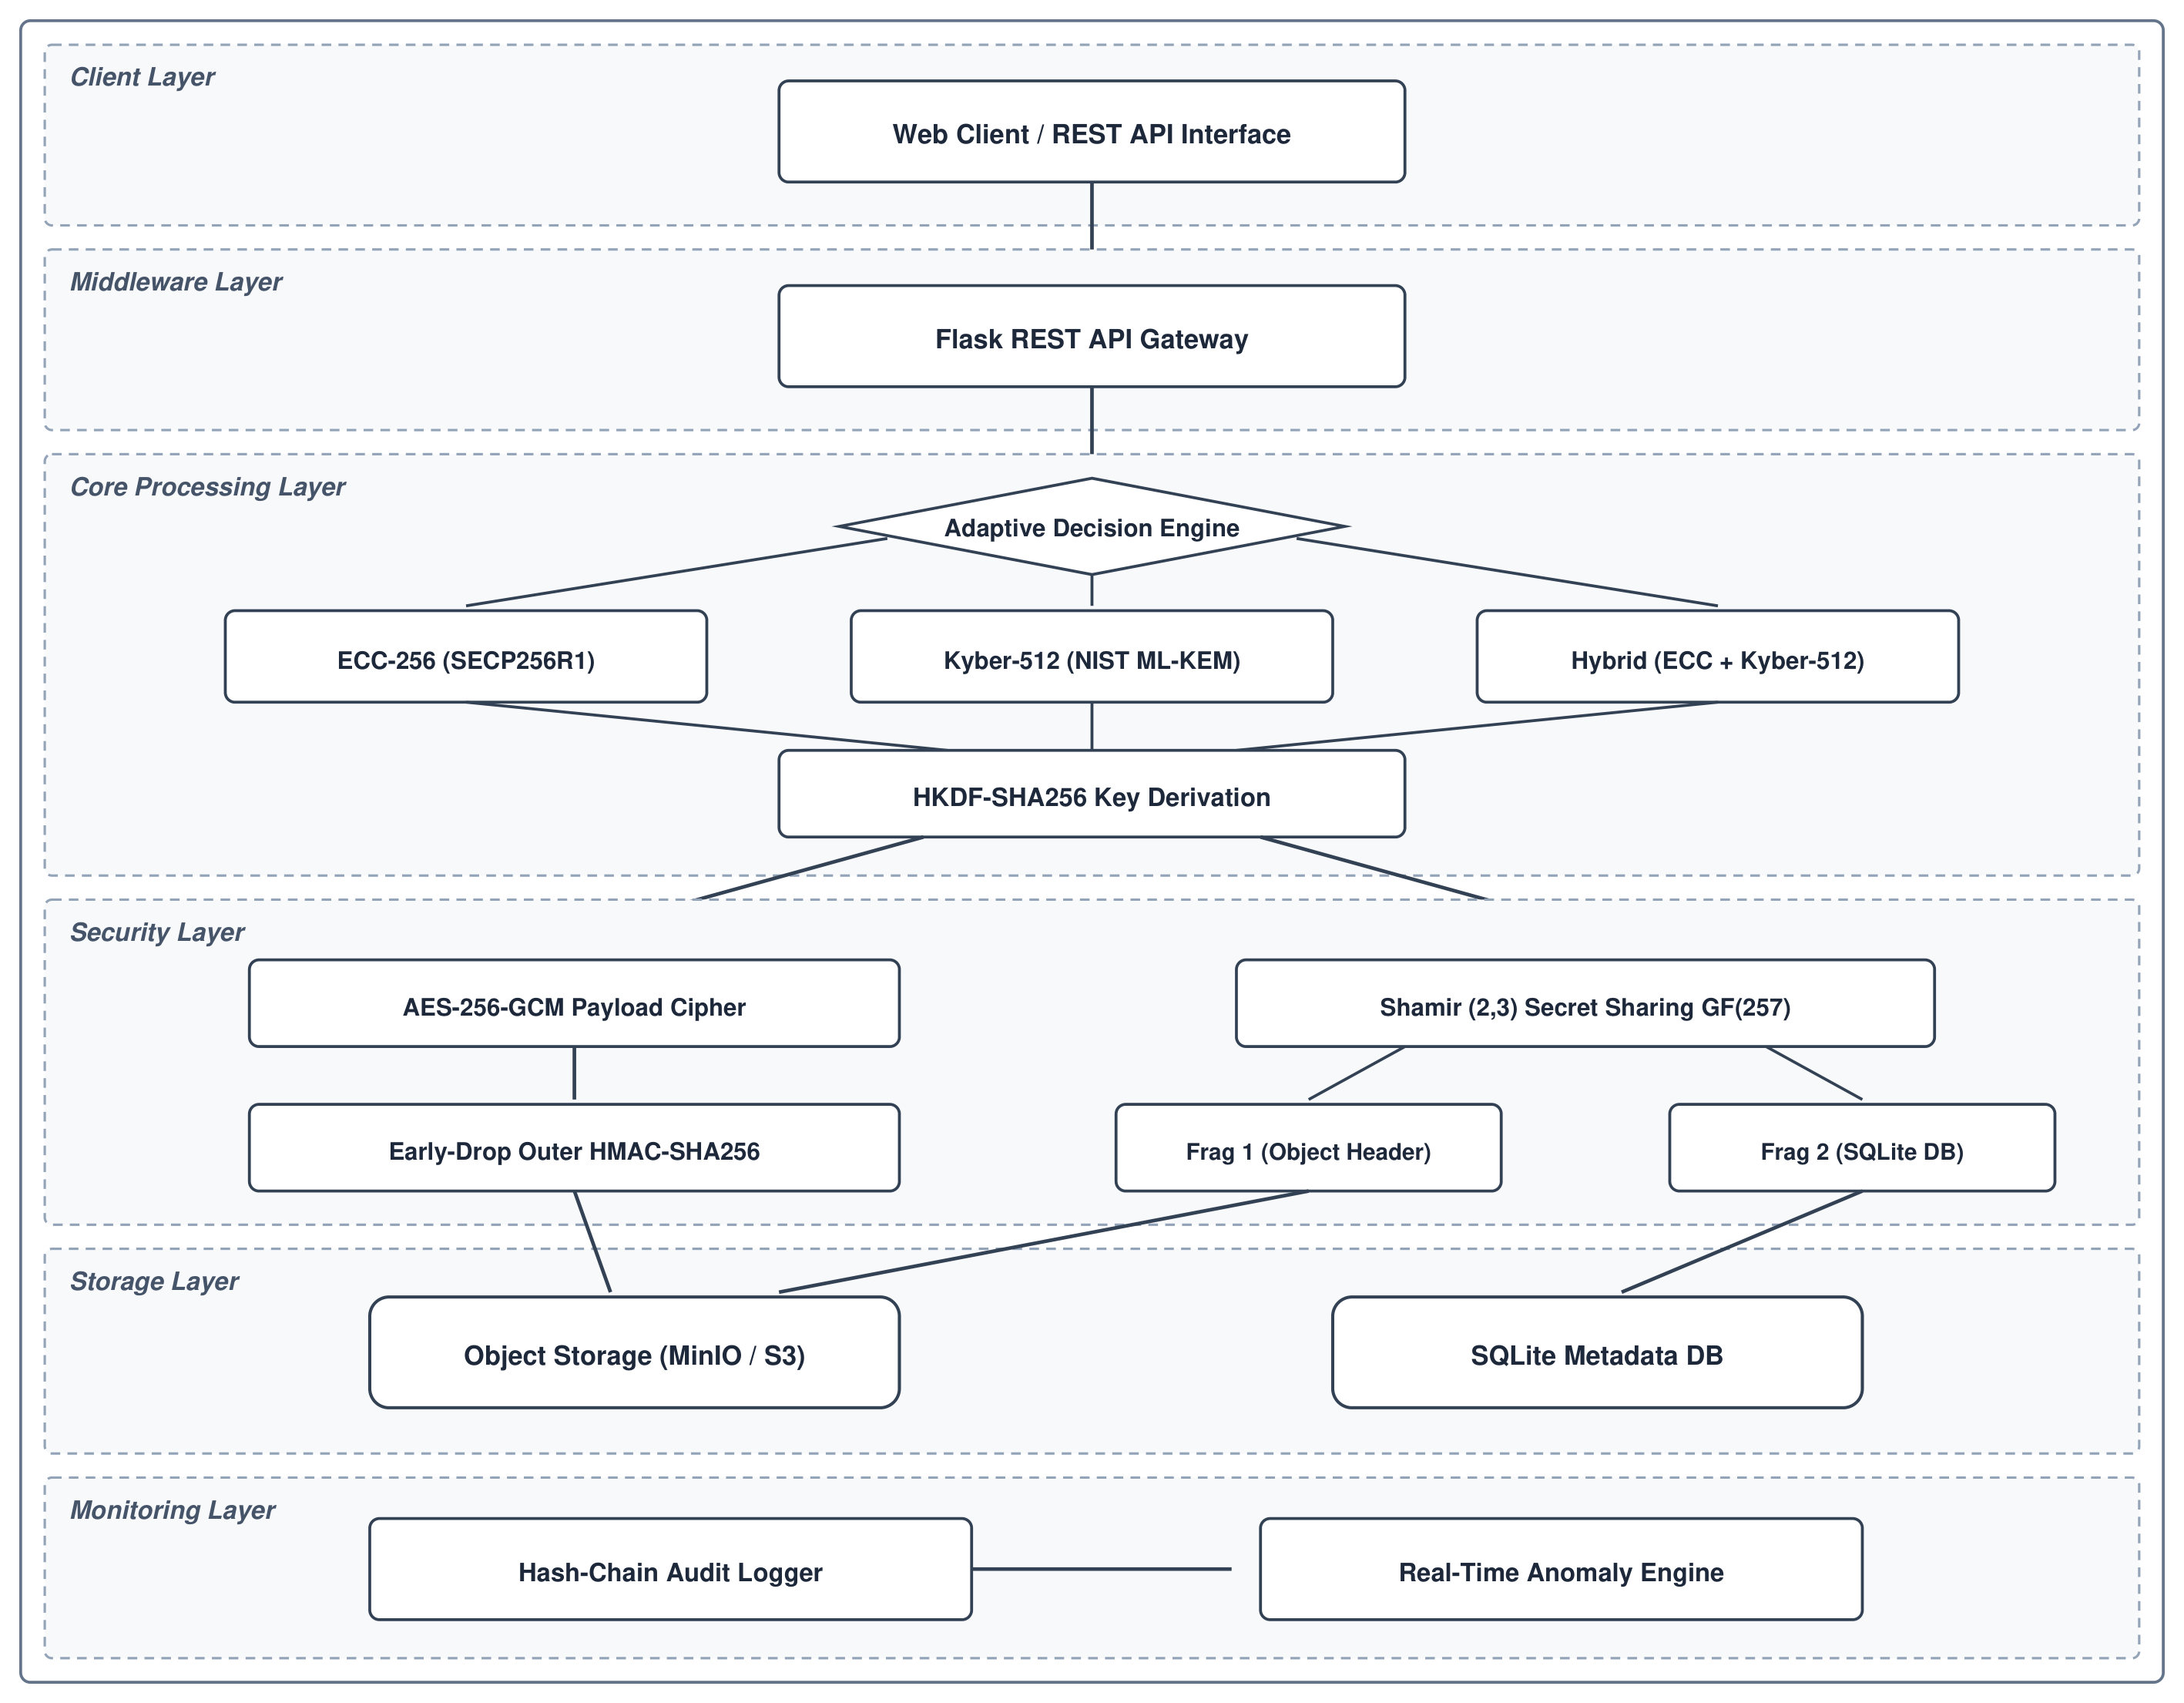 Client Layer
Web Client / REST API Interface
Middleware Layer
Flask REST API Gateway
Core Processing Layer
Adaptive Decision Engine
ECC-256 (SECP256R1)
Kyber-512 (NIST ML-KEM)
Hybrid (ECC + Kyber-512)
HKDF-SHA256 Key Derivation
Security Layer
AES-256-GCM Payload Cipher
Shamir (2,3) Secret Sharing GF(257)
Early-Drop Outer HMAC-SHA256
Frag 1 (Object Header)
Frag 2 (SQLite DB)
Storage Layer
Object Storage (MinIO / S3)
SQLite Metadata DB
Monitoring Layer
Hash-Chain Audit Logger
Real-Time Anomaly Engine